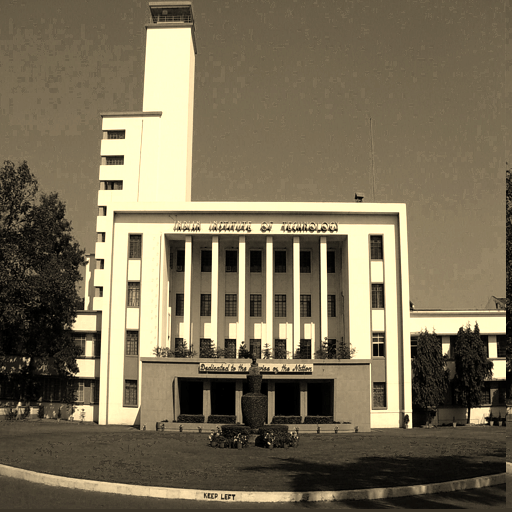 INDIAN INSTITUTE OF TECHNOLOGY
Dedicated to the Service of the Nation
KEEP LEFT